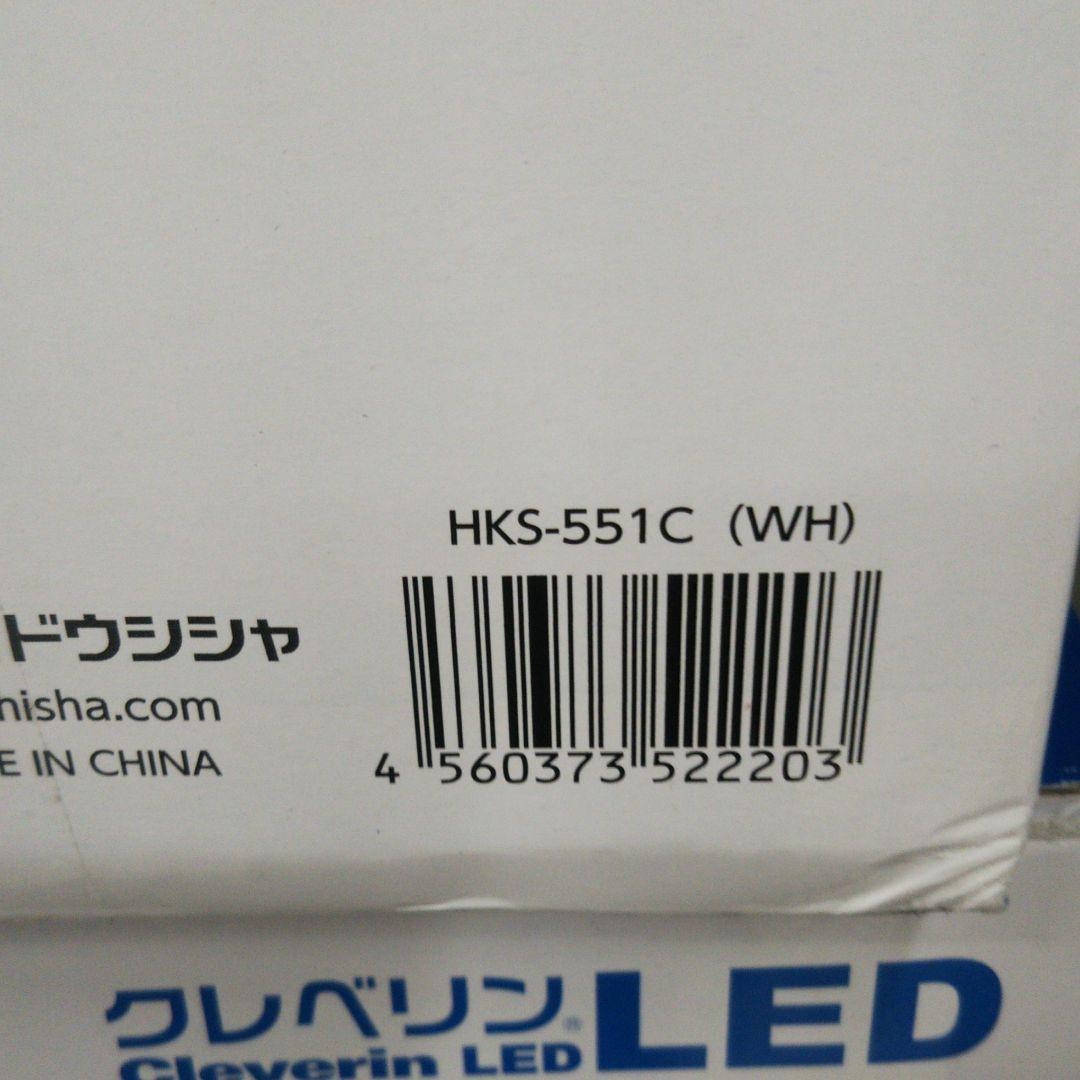 HKS-551C (WH)
ドウシシャ
hisha.com
E IN CHINA
4 560373 522203
クレベリン® LED
Cleverin LED